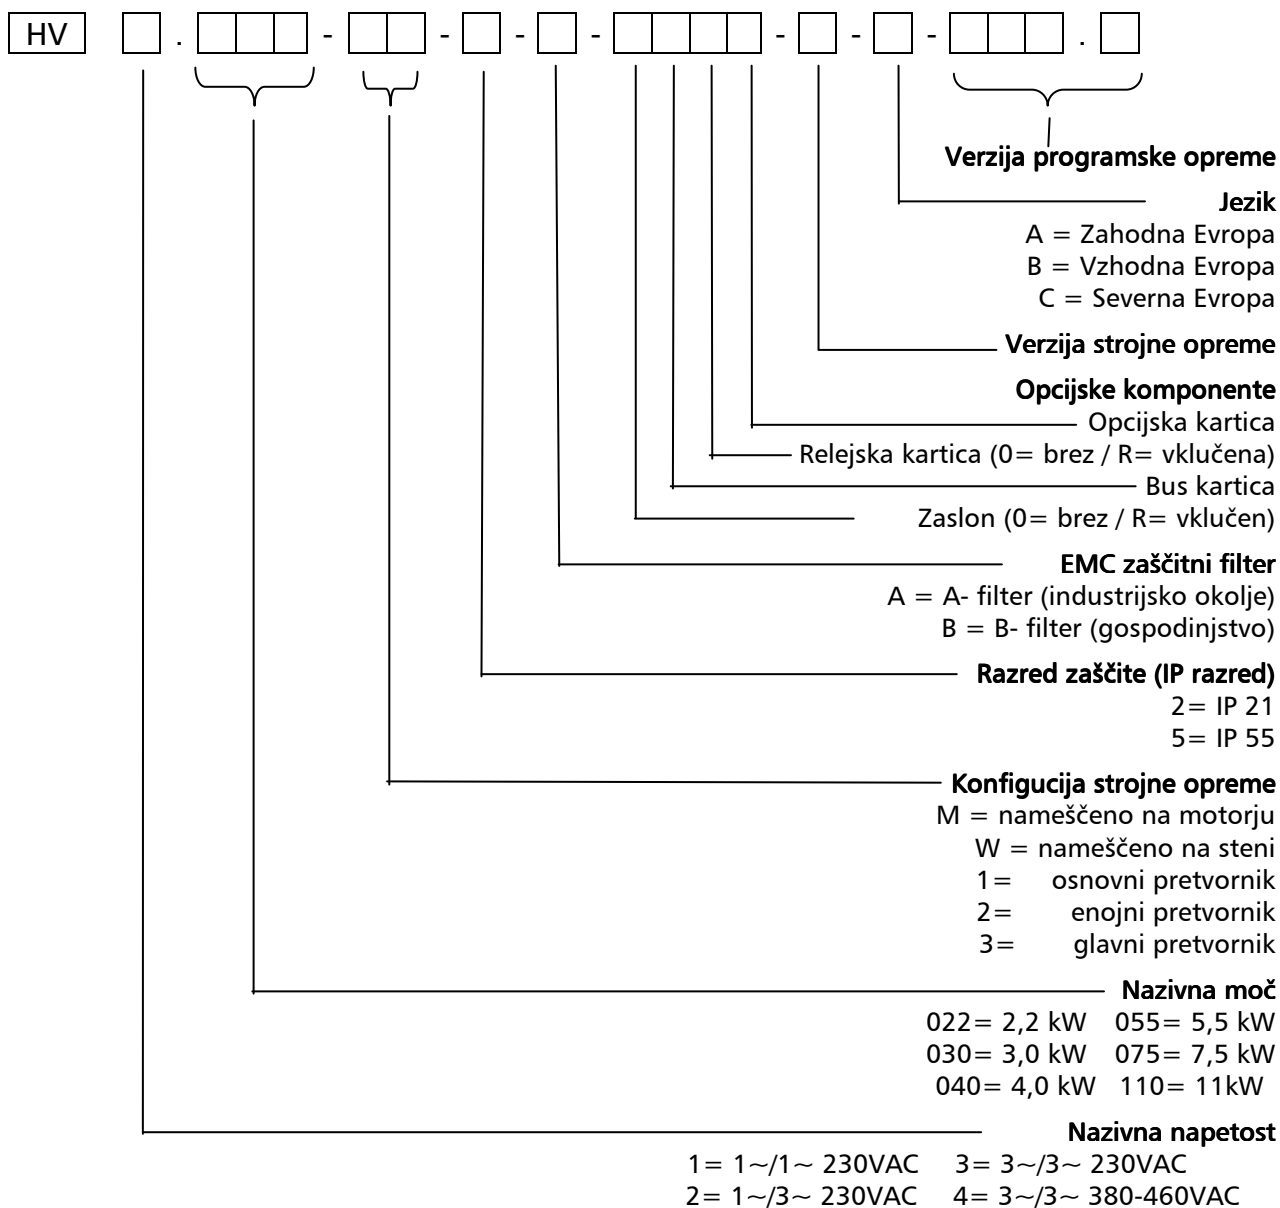 HV . - - - - - - - .
Verzija programske opreme
Jezik
A = Zahodna Evropa
B = Vzhodna Evropa
C = Severna Evropa
Verzija strojne opreme
Opcijske komponente
Opcijska kartica
Relejska kartica (0= brez / R= vklučena)
Bus kartica
Zaslon (0= brez / R= vklučen)
EMC zaščitni filter
A = A- filter (industrijsko okolje)
B = B- filter (gospodinjstvo)
Razred zaščite (IP razred)
2= IP 21
5= IP 55
Konfigucija strojne opreme
M = nameščeno na motorju
W = nameščeno na steni
1= osnovni pretvornik
2= enojni pretvornik
3= glavni pretvornik
Nazivna moč
022= 2,2 kW 055= 5,5 kW
030= 3,0 kW 075= 7,5 kW
040= 4,0 kW 110= 11kW
Nazivna napetost
1= 1~/1~ 230VAC 3= 3~/3~ 230VAC
2= 1~/3~ 230VAC 4= 3~/3~ 380-460VAC